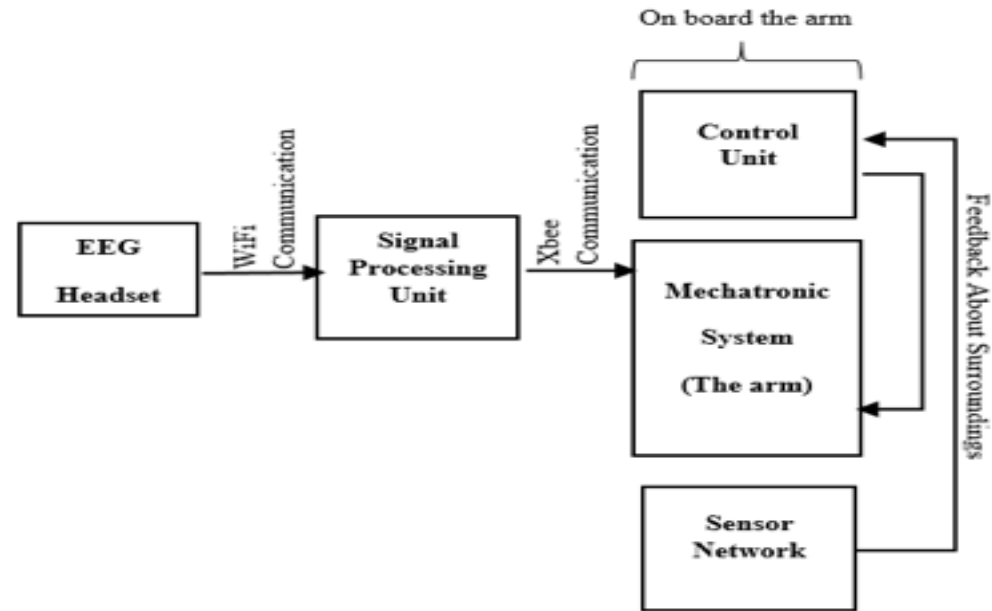 On board the arm
EEG
Headset
WiFi
Communication
Signal
Processing
Unit
Xbee
Communication
Control
Unit
Mechatronic
System
(The arm)
Sensor
Network
Feedback About Surroundings